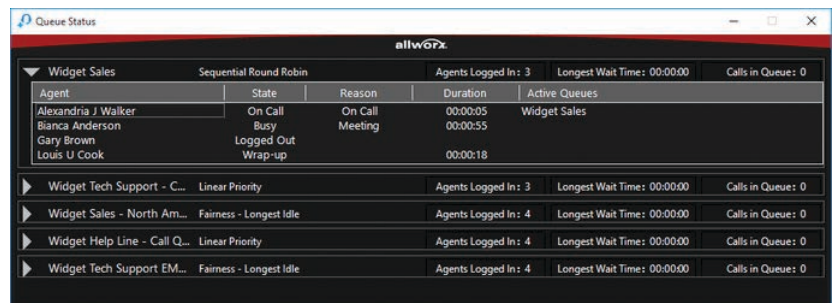 Queue Status
allworx
Widget Sales Sequential Round Robin Agents Logged In: 3 Longest Wait Time: 00:00:00 Calls in Queue: 0
Agent State Reason Duration Active Queues
Alexandria J Walker On Call On Call 00:00:05 Widget Sales
Bianca Anderson Busy Meeting 00:00:55
Gary Brown Logged Out
Louis U Cook Wrap-up 00:00:18
Widget Tech Support - C... Linear Priority Agents Logged In: 3 Longest Wait Time: 00:00:00 Calls in Queue: 0
Widget Sales - North Am... Fairness - Longest Idle Agents Logged In: 4 Longest Wait Time: 00:00:00 Calls in Queue: 0
Widget Help Line - Call Q... Linear Priority Agents Logged In: 4 Longest Wait Time: 00:00:00 Calls in Queue: 0
Widget Tech Support EM... Fairness - Longest Idle Agents Logged In: 4 Longest Wait Time: 00:00:00 Calls in Queue: 0